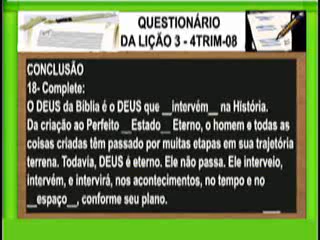 QUESTIONÁRIO
DA LIÇÃO 3 - 4TRIM-08
CONCLUSÃO
18- Complete:
O DEUS da Bíblia é o DEUS que __intervém__ na História.
Da criação ao Perfeito __Estado__ Eterno, o homem e todas as
coisas criadas têm passado por muitas etapas em sua trajetória
terrena. Todavia, DEUS é eterno. Ele não passa. Ele interveio,
intervém, e intervirá, nos acontecimentos, no tempo e no
__espaço__, conforme seu plano.